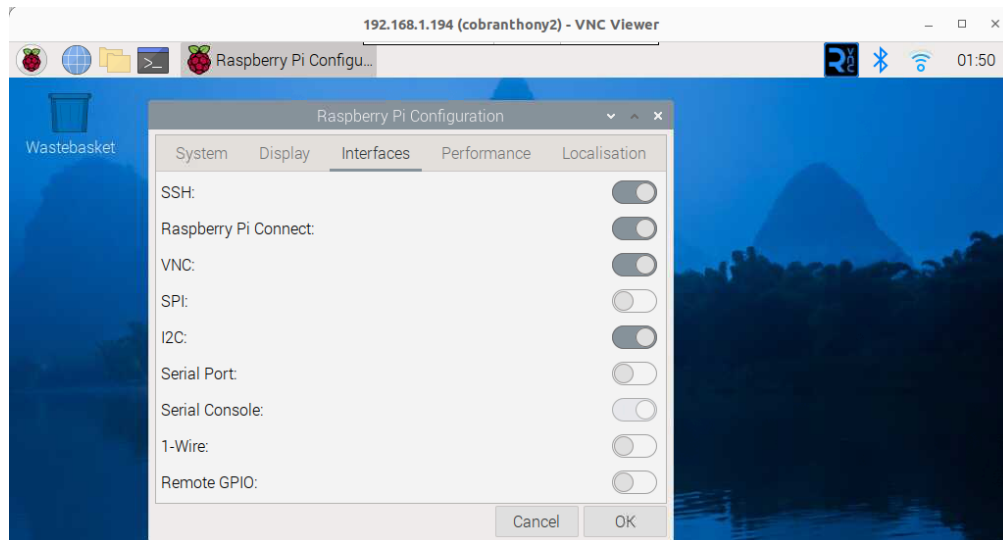 192.168.1.194 (cobranthony2) - VNC Viewer
Raspberry Pi Configu... 01:50
Wastebasket
Raspberry Pi Configuration
System Display Interfaces Performance Localisation
SSH:
Raspberry Pi Connect:
VNC:
SPI:
I2C:
Serial Port:
Serial Console:
1-Wire:
Remote GPIO:
Cancel OK